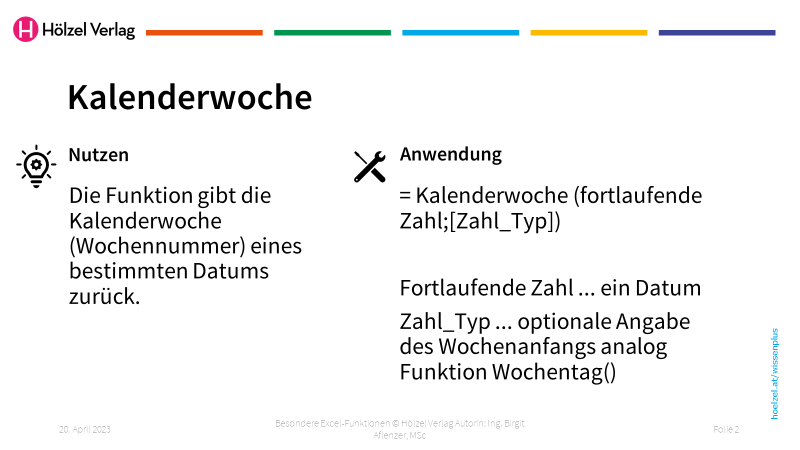 Hölzel Verlag
Kalenderwoche
Nutzen
Die Funktion gibt die
Kalenderwoche
(Wochennummer) eines
bestimmten Datums
zurück.
Anwendung
= Kalenderwoche (fortlaufende
Zahl;[Zahl_Typ])
Fortlaufende Zahl ... ein Datum
Zahl_Typ ... optionale Angabe
des Wochenanfangs analog
Funktion Wochentag()
hoelzel.at/wissenplus
20. April 2023
Besondere Excel-Funktionen © Hölzel Verlag Autorin: Ing. Birgit
Aflenzer, MSc
Folie 2